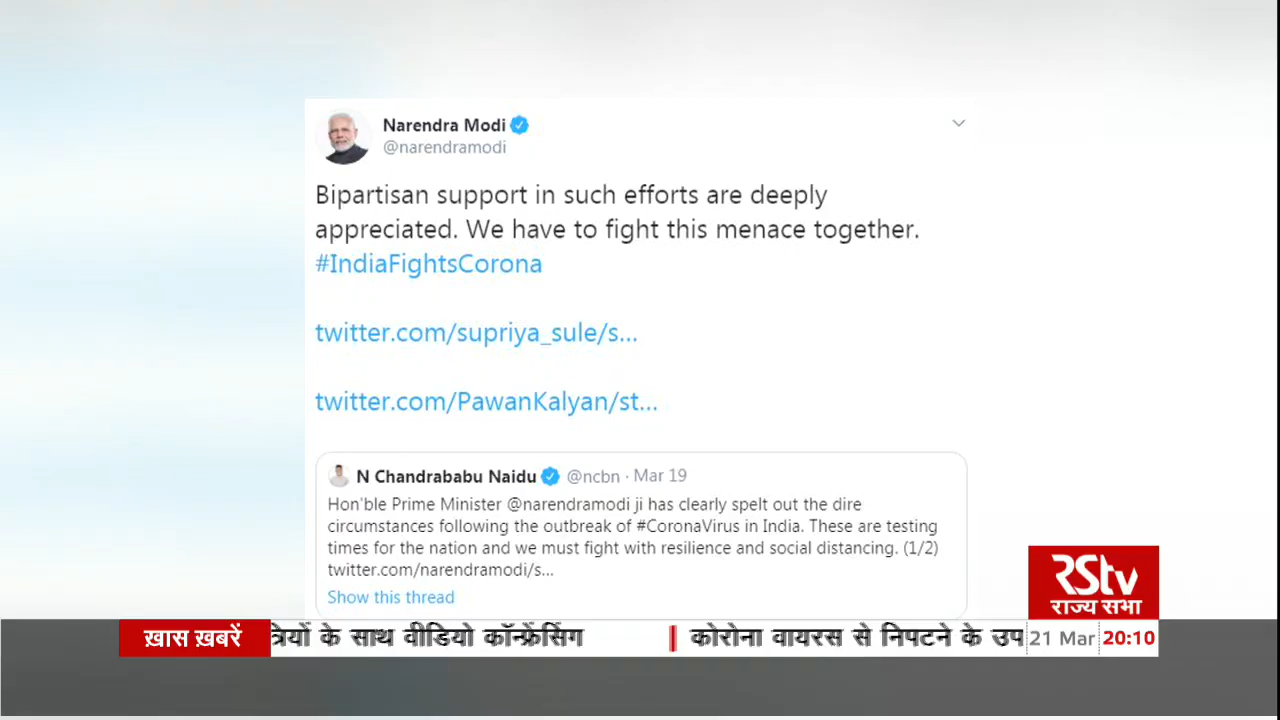 Narendra Modi
@narendramodi
Bipartisan support in such efforts are deeply
appreciated. We have to fight this menace together.
#IndiaFightsCorona
twitter.com/supriya_sule/s...
twitter.com/PawanKalyan/st...
N Chandrababu Naidu @ncbn · Mar 19
Hon'ble Prime Minister @narendramodi ji has clearly spelt out the dire
circumstances following the outbreak of #CoronaVirus in India. These are testing
times for the nation and we must fight with resilience and social distancing. (1/2)
twitter.com/narendramodi/s...
Show this thread
RStv
राज्य सभा
ख़ास ख़बरें त्रियों के साथ वीडियो कॉन्फ्रेंसिंग | कोरोना वायरस से निपटने के उप 21 Mar 20:10